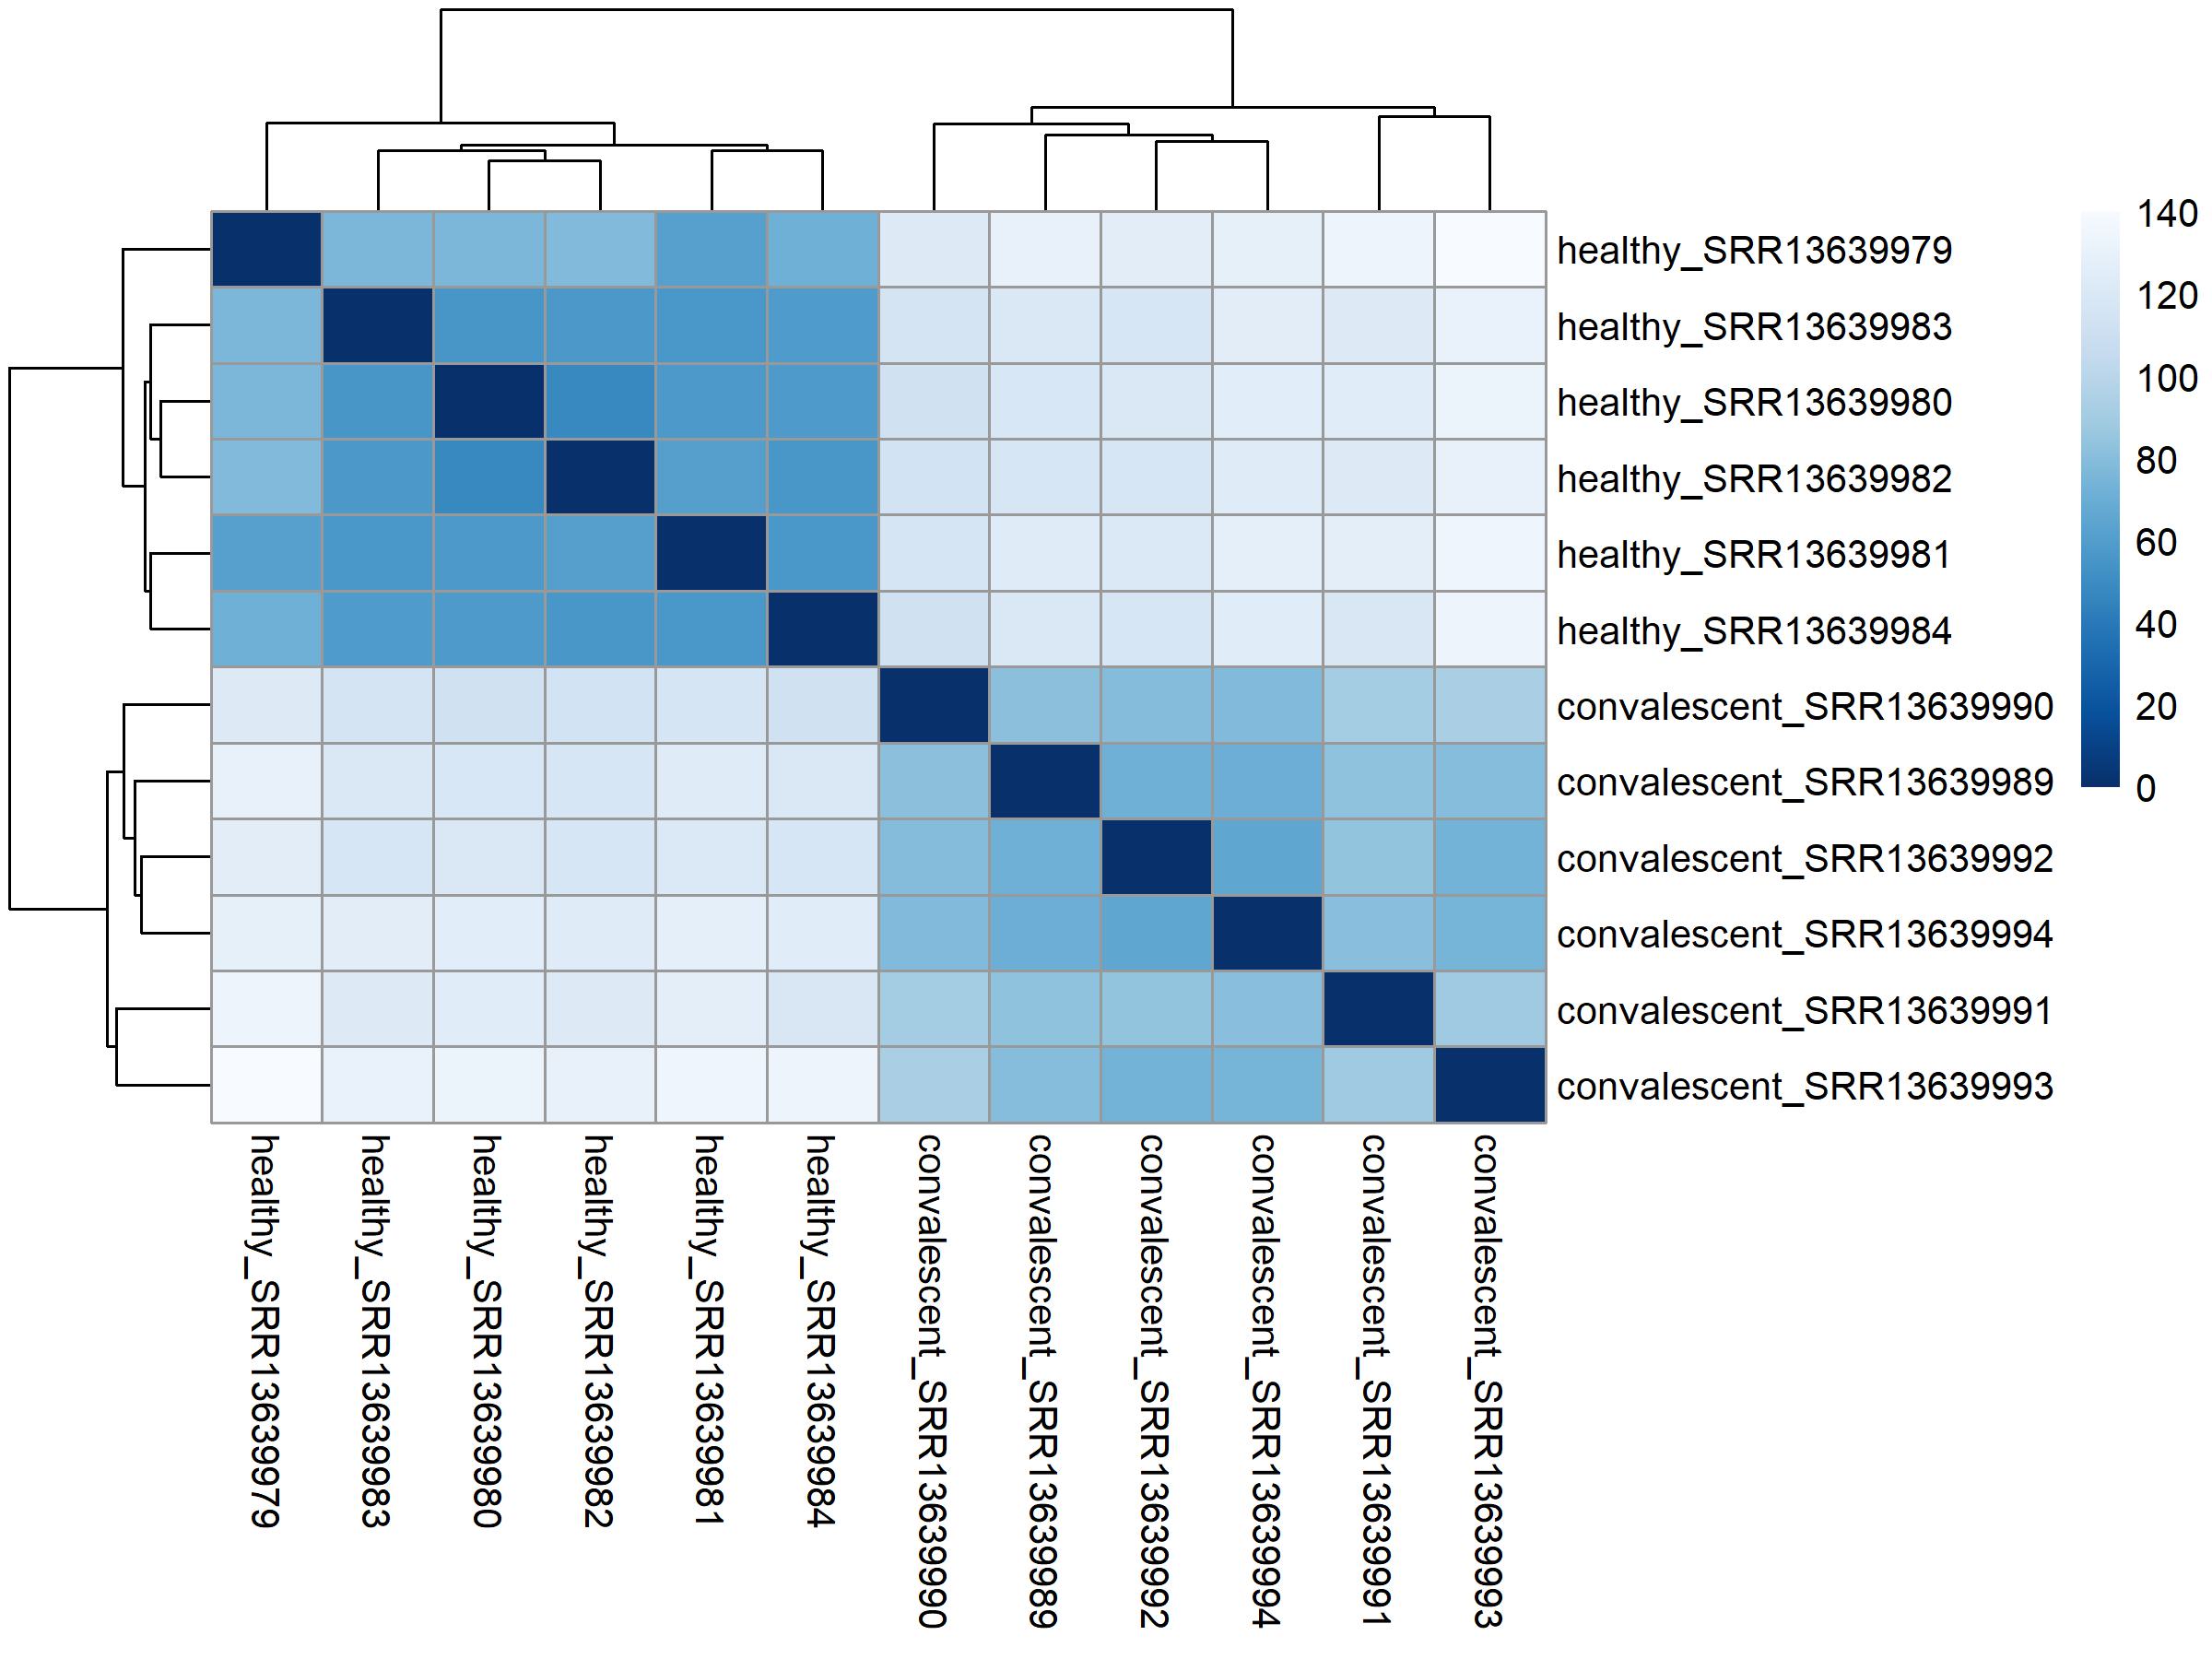 healthy_SRR13639979
healthy_SRR13639983
healthy_SRR13639980
healthy_SRR13639982
healthy_SRR13639981
healthy_SRR13639984
convalescent_SRR13639990
convalescent_SRR13639989
convalescent_SRR13639992
convalescent_SRR13639994
convalescent_SRR13639991
convalescent_SRR13639993
140
120
100
80
60
40
20
0
healthy_SRR13639979
healthy_SRR13639983
healthy_SRR13639980
healthy_SRR13639982
healthy_SRR13639981
healthy_SRR13639984
convalescent_SRR13639990
convalescent_SRR13639989
convalescent_SRR13639992
convalescent_SRR13639994
convalescent_SRR13639991
convalescent_SRR13639993